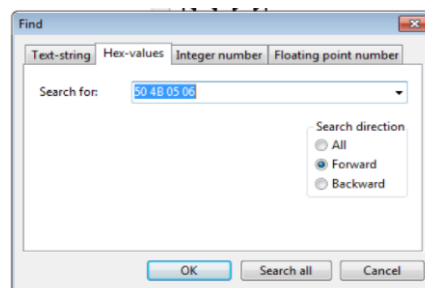 Find
Text-string Hex-values Integer number Floating point number
Search for: 50 4B 05 06
Search direction
All
Forward
Backward
OK Search all Cancel